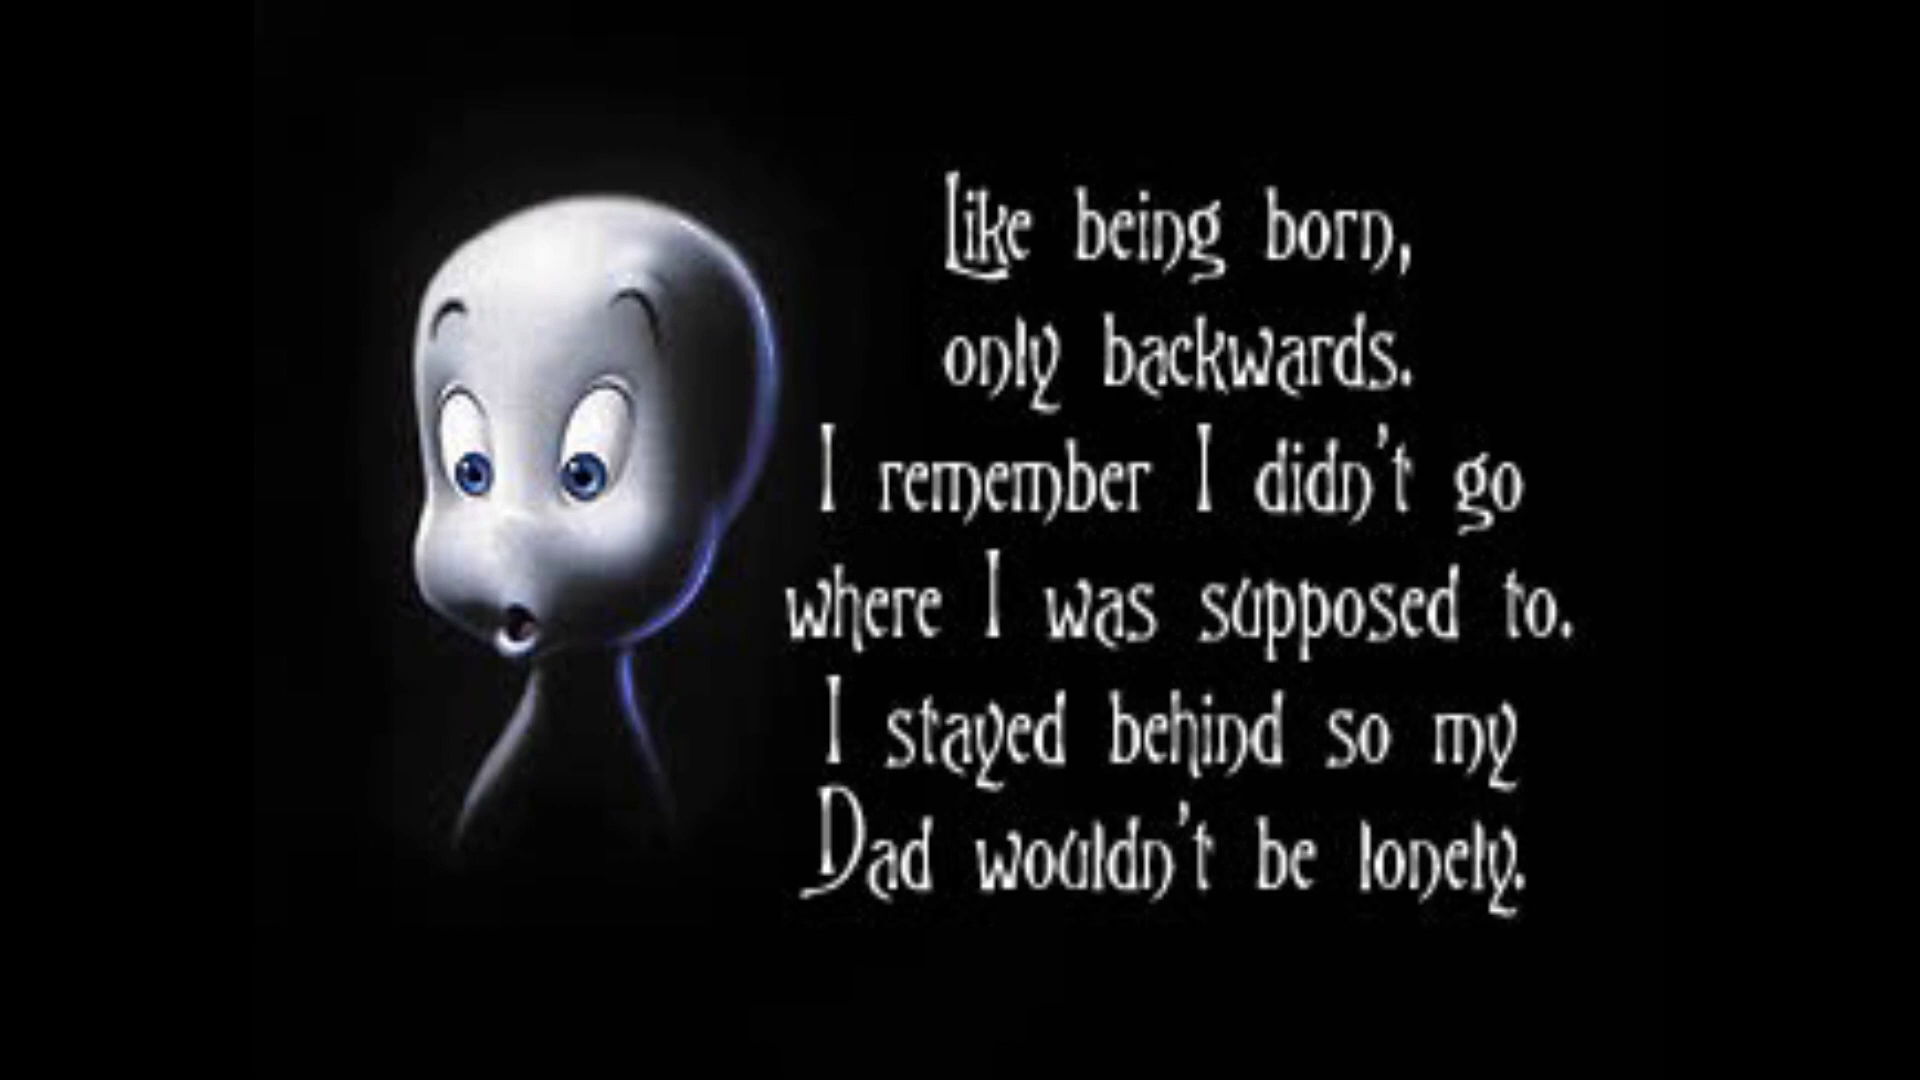 Like being born,
only backwards.
I remember I didn't go
where I was supposed to.
I stayed behind so my
Dad wouldn't be lonely.